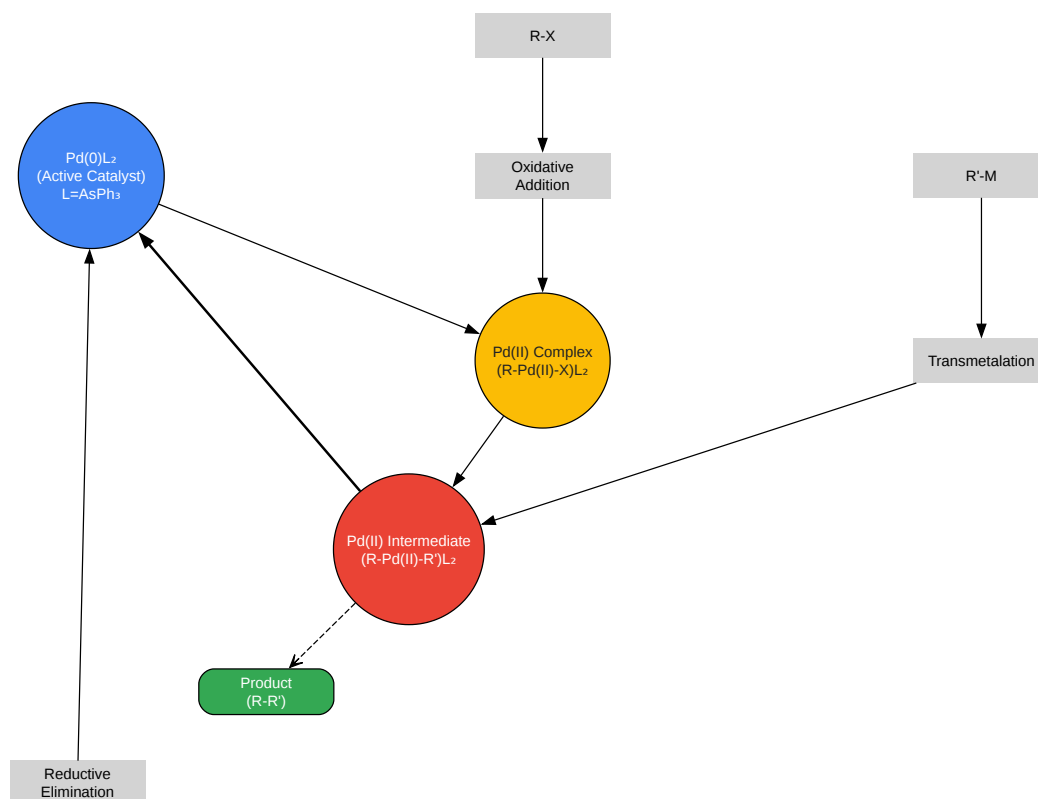 R-X
Pd(0)L₂
(Active Catalyst)
L=AsPh₃
Oxidative
Addition
R'-M
Pd(II) Complex
(R-Pd(II)-X)L₂
Transmetalation
Pd(II) Intermediate
(R-Pd(II)-R')L₂
Product
(R-R')
Reductive
Elimination